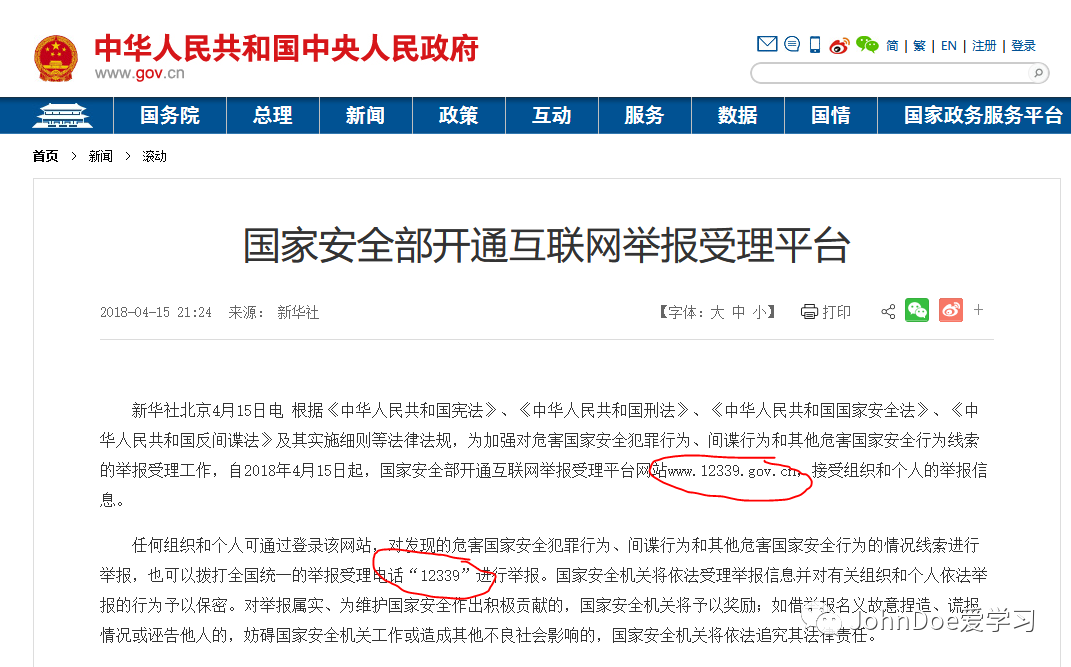 中华人民共和国中央人民政府
www.gov.cn
简 | 繁 | EN | 注册 | 登录
国务院 总理 新闻 政策 互动 服务 数据 国情 国家政务服务平台
首页 > 新闻 > 滚动
国家安全部开通互联网举报受理平台
2018-04-15 21:24 来源: 新华社 【字体: 大 中 小】 打印 +
新华社北京4月15日电 根据《中华人民共和国宪法》、《中华人民共和国刑法》、《中华人民共和国国家安全法》、《中
华人民共和国反间谍法》及其实施细则等法律法规，为加强对危害国家安全犯罪行为、间谍行为和其他危害国家安全行为线索
的举报受理工作，自2018年4月15日起，国家安全部开通互联网举报受理平台网站www.12339.gov.cn，接受组织和个人的举报信
息。
任何组织和个人可通过登录该网站，对发现的危害国家安全犯罪行为、间谍行为和其他危害国家安全行为的情况线索进行
举报，也可以拨打全国统一的举报受理电话“12339”进行举报。国家安全机关将依法受理举报信息并对有关组织和个人依法举
报的行为予以保密。对举报属实、为维护国家安全作出积极贡献的，国家安全机关将予以奖励；如借举报名义故意捏造、谎报
情况或诬告他人的，妨碍国家安全机关工作或造成其他不良社会影响的，国家安全机关将依法追究其法律责任。
JohnDoe爱学习